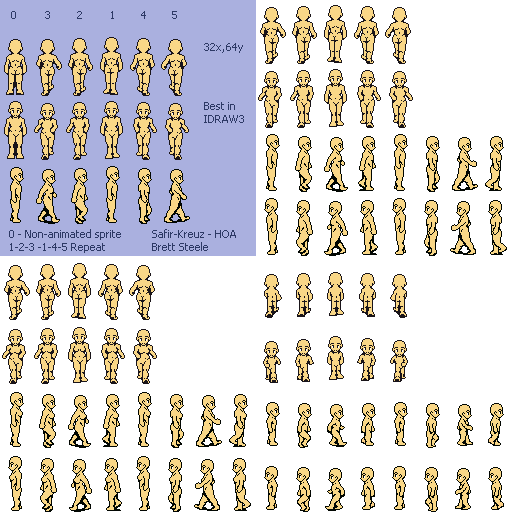 0 3 2 1 4 5
32x,64y
Best in
IDRAW3
0 - Non-animated sprite
1-2-3 -1-4-5 Repeat
Safir-Kreuz - HOA
Brett Steele